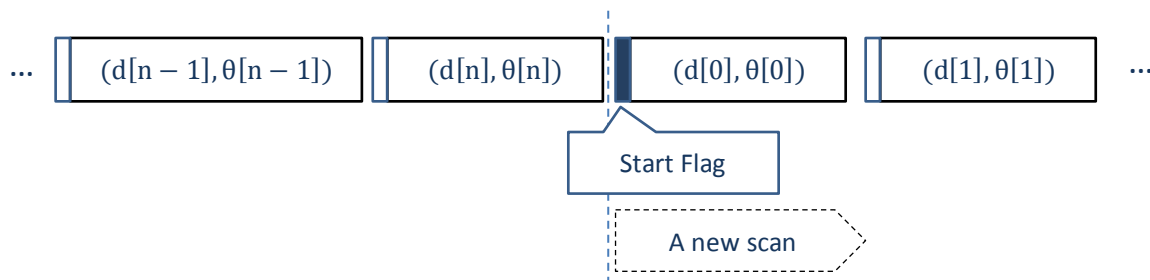 ... (d[n − 1], θ[n − 1]) (d[n], θ[n]) (d[0], θ[0]) (d[1], θ[1]) ...
Start Flag
A new scan